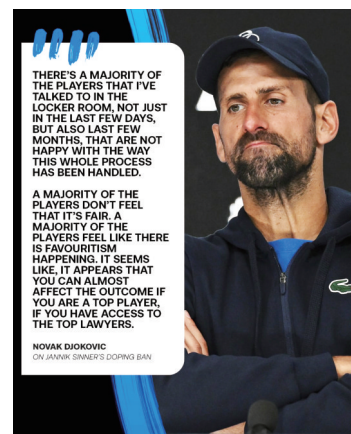 THERE'S A MAJORITY OF
THE PLAYERS THAT I'VE
TALKED TO IN THE
LOCKER ROOM, NOT JUST
IN THE LAST FEW DAYS,
BUT ALSO LAST FEW
MONTHS, THAT ARE NOT
HAPPY WITH THE WAY
THIS WHOLE PROCESS
HAS BEEN HANDLED.
A MAJORITY OF THE
PLAYERS DON'T FEEL
THAT IT'S FAIR. A
MAJORITY OF THE
PLAYERS FEEL LIKE THERE
IS FAVOURITISM
HAPPENING. IT SEEMS
LIKE, IT APPEARS THAT
YOU CAN ALMOST
AFFECT THE OUTCOME IF
YOU ARE A TOP PLAYER,
IF YOU HAVE ACCESS TO
THE TOP LAWYERS.
NOVAK DJOKOVIC
ON JANNIK SINNER'S DOPING BAN